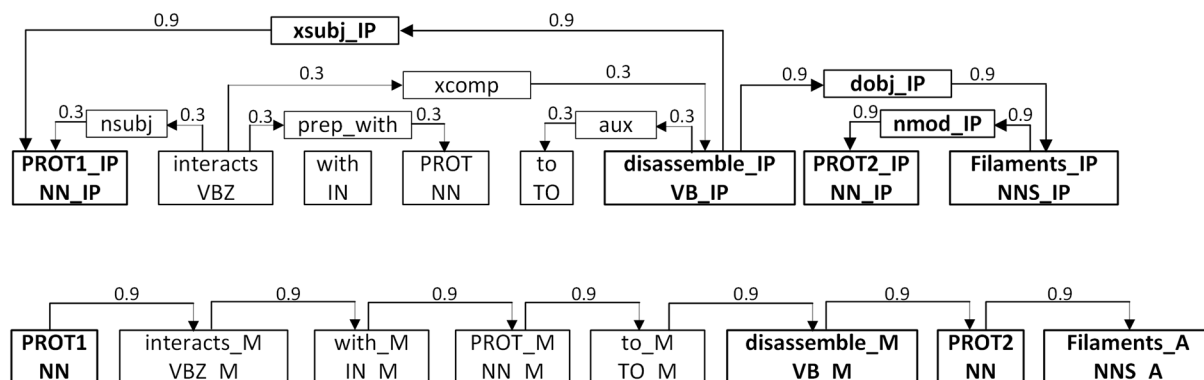 0.9 xsubj_IP 0.9
0.3 xcomp 0.3 0.9 dobj_IP 0.9
0.3 nsubj 0.3 0.3 prep_with 0.3 0.3 aux 0.3 0.9 nmod_IP 0.9
PROT1_IP interacts with PROT to disassemble_IP PROT2_IP Filaments_IP
NN_IP VBZ IN NN TO VB_IP NN_IP NNS_IP
0.9 0.9 0.9 0.9 0.9 0.9 0.9
PROT1 interacts_M with_M PROT_M to_M disassemble_M PROT2 Filaments_A
NN VBZ_M IN_M NN_M TO_M VB_M NN NNS_A